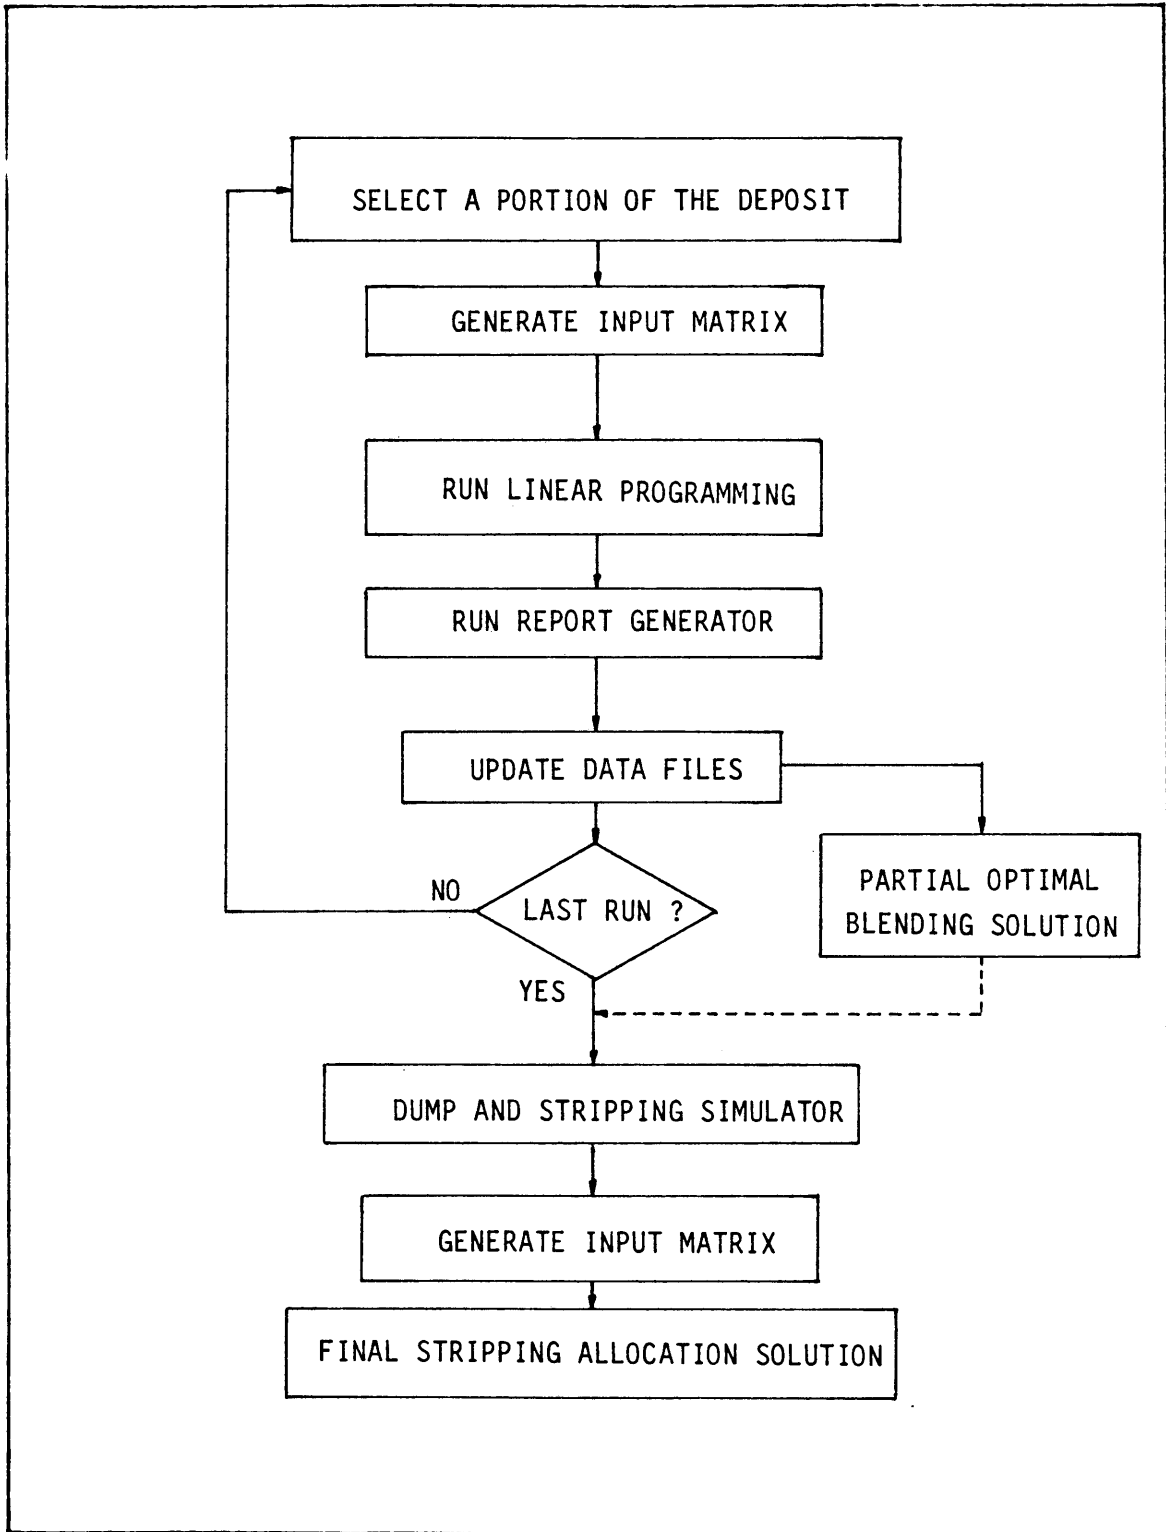 SELECT A PORTION OF THE DEPOSIT
GENERATE INPUT MATRIX
RUN LINEAR PROGRAMMING
RUN REPORT GENERATOR
UPDATE DATA FILES
PARTIAL OPTIMAL
BLENDING SOLUTION
NO
LAST RUN ?
YES
DUMP AND STRIPPING SIMULATOR
GENERATE INPUT MATRIX
FINAL STRIPPING ALLOCATION SOLUTION